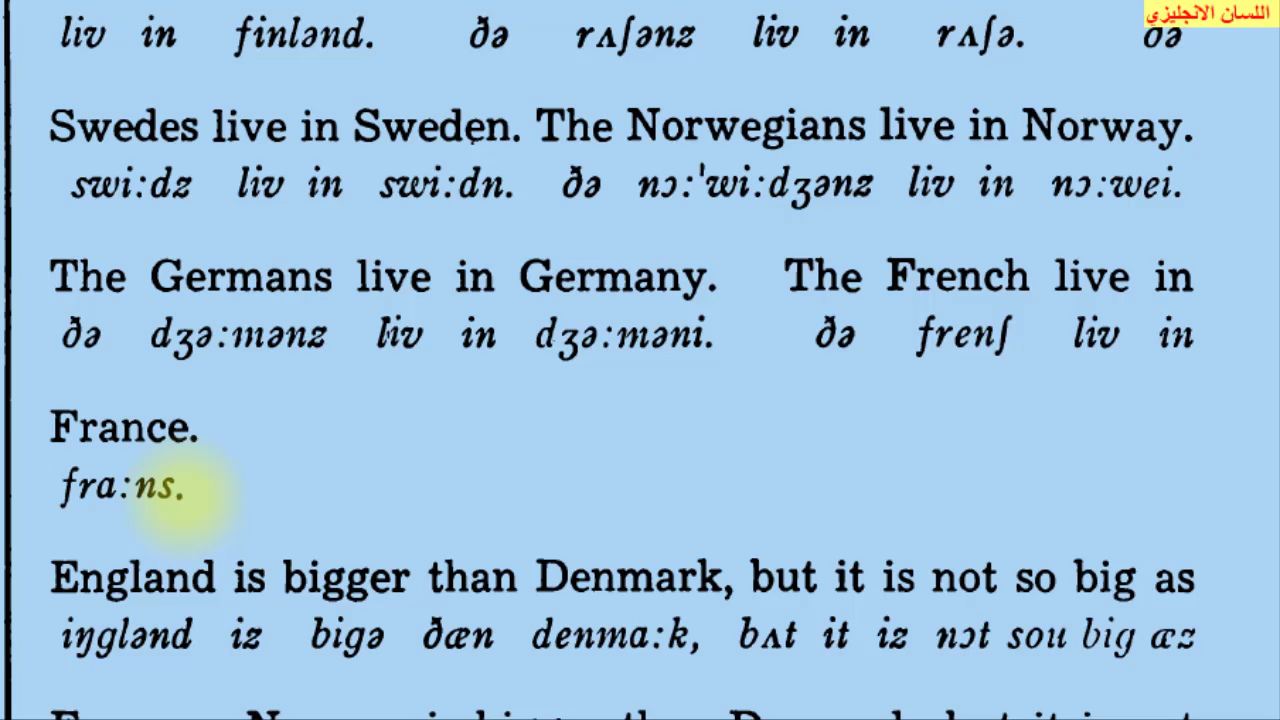 اللسان الانجليزي
liv in finlənd. ðə rʌʃənz liv in rʌʃə. ðə
Swedes live in Sweden. The Norwegians live in Norway.
swi:dz liv in swi:dn. ðə nɔ:'wi:dʒənz liv in nɔ:wei.
The Germans live in Germany. The French live in
ðə dʒə:mənz liv in dʒə:məni. ðə frenʃ liv in
France.
fra:ns.
England is bigger than Denmark, but it is not so big as
iŋglənd iz bigə ðæn denma:k, bʌt it iz nɔt sou big æz